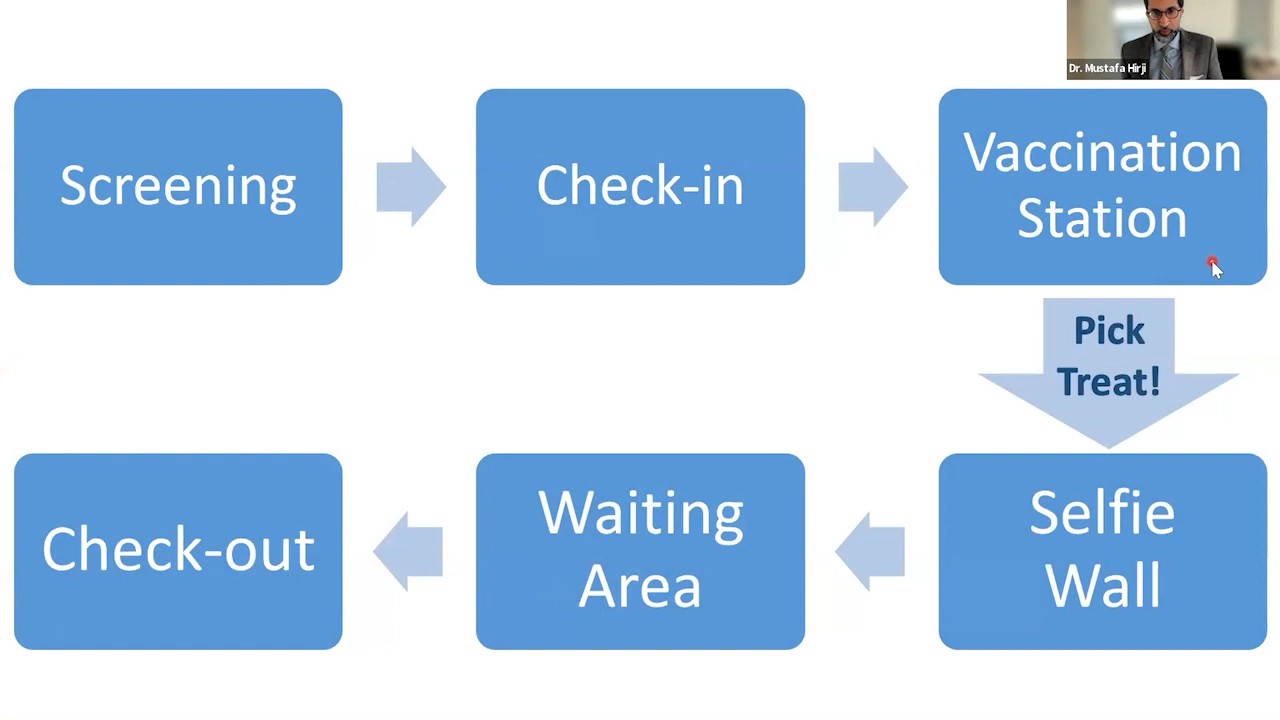 Dr. Mustafa Hirji
Screening
Check-in
Vaccination
Station
Pick
Treat!
Selfie
Wall
Waiting
Area
Check-out